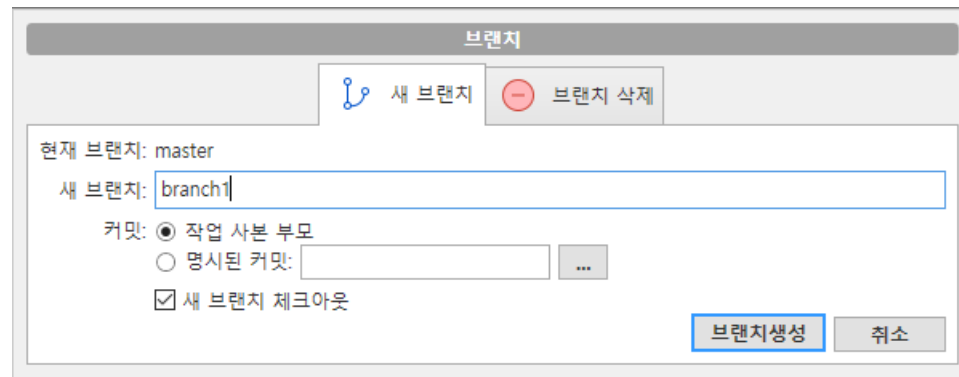 브랜치
새 브랜치 브랜치 삭제
현재 브랜치: master
새 브랜치: branch1
커밋: 작업 사본 부모
명시된 커밋: ...
새 브랜치 체크아웃
브랜치생성 취소